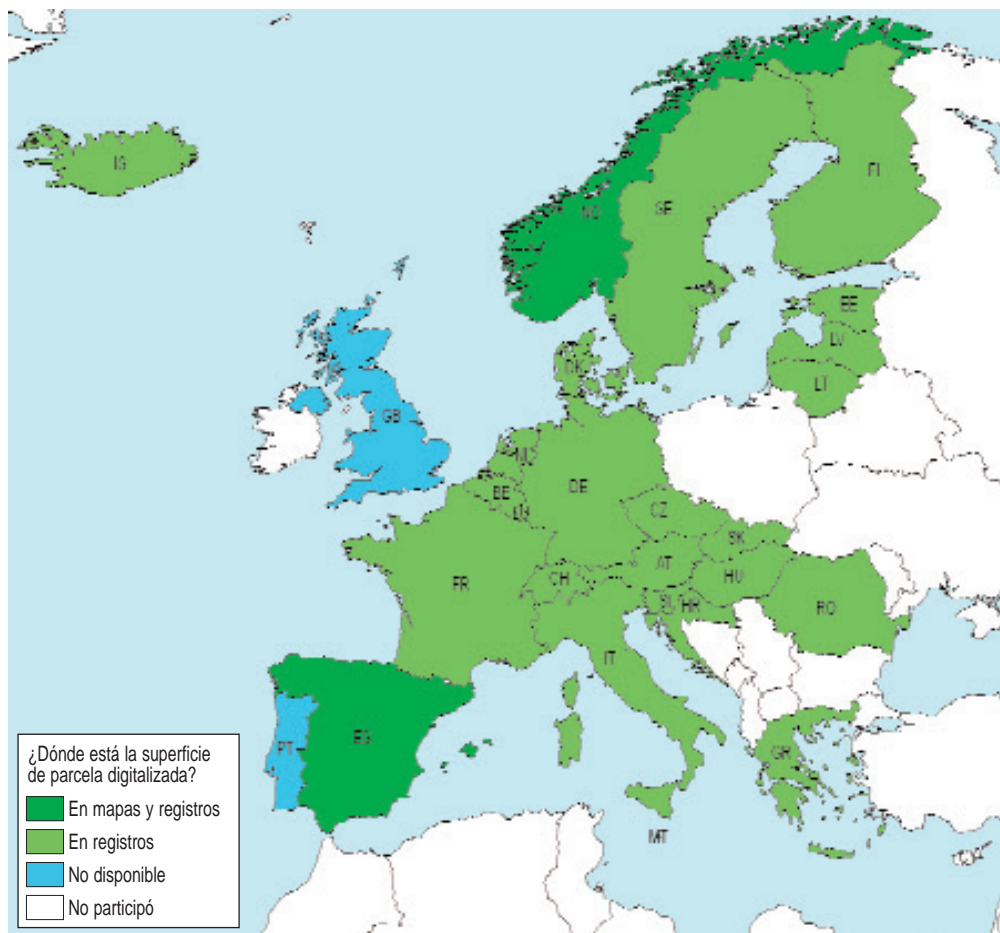 IS
NO
SE
FI
EE
LV
LT
DK
GB
NL
BE
LU
DE
CZ
SK
AT
HU
CH
FR
SL
HR
RO
IT
PT
ES
GR
MT
¿Dónde está la superficie
de parcela digitalizada?
En mapas y registros
En registros
No disponible
No participó